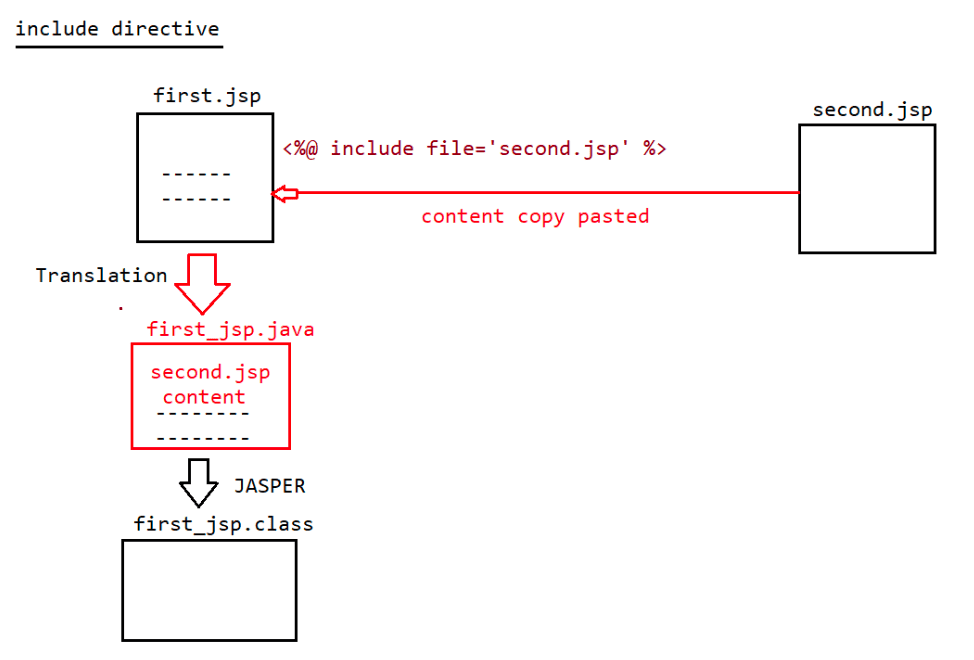 include directive
first.jsp
second.jsp
<%@ include file='second.jsp' %>
------
------
content copy pasted
Translation
.
first_jsp.java
second.jsp
content
--------
--------
JASPER
first_jsp.class